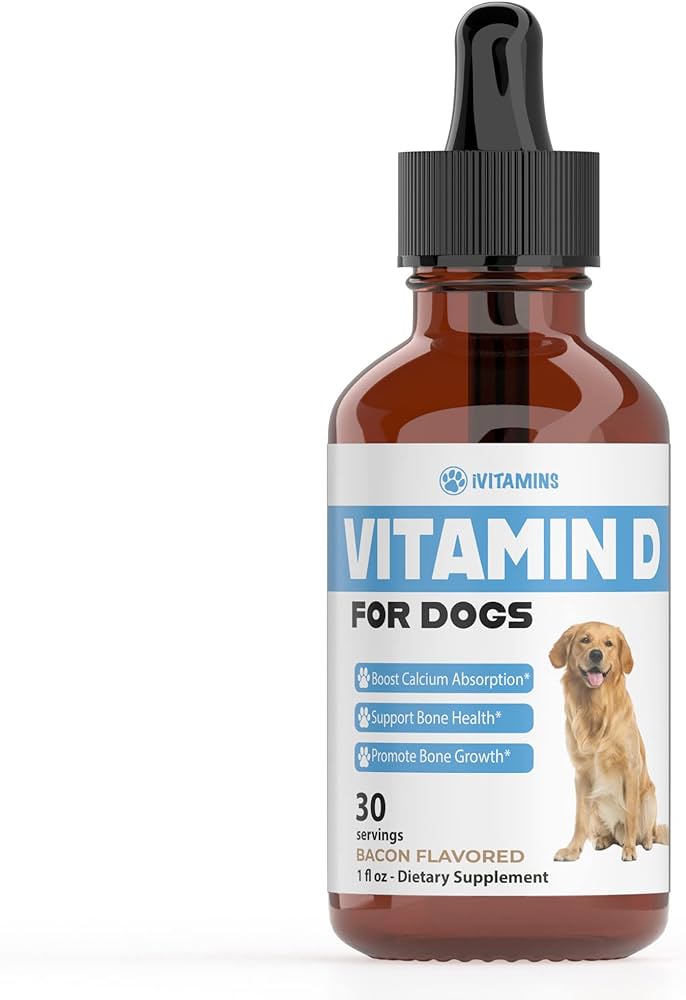 iVITAMINS
VITAMIN D
FOR DOGS
Boost Calcium Absorption*
Support Bone Health*
Promote Bone Growth*
30
servings
BACON FLAVORED
1 fl oz - Dietary Supplement